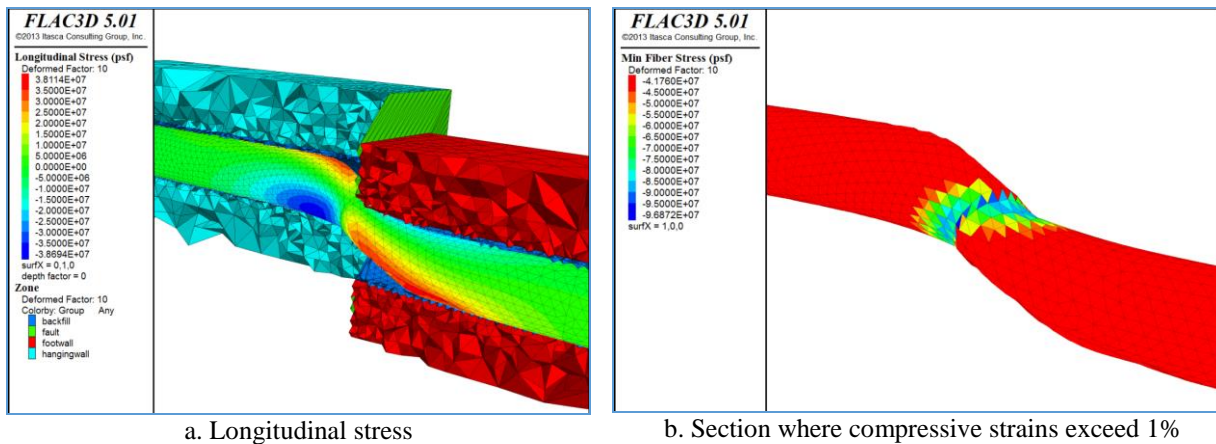 FLAC3D 5.01
©2013 Itasca Consulting Group, Inc.
Longitudinal Stress (psf)
Deformed Factor: 10
3.8114E+07
3.5000E+07
3.0000E+07
2.5000E+07
2.0000E+07
1.5000E+07
1.0000E+07
5.0000E+06
0.0000E+00
-5.0000E+06
-1.0000E+07
-1.5000E+07
-2.0000E+07
-2.5000E+07
-3.0000E+07
-3.5000E+07
-3.8694E+07
surfX = 0,1,0
depth factor = 0
Zone
Deformed Factor: 10
Colorby: Group Any
backfill
fault
footwall
hangingwall
a. Longitudinal stress
FLAC3D 5.01
©2013 Itasca Consulting Group, Inc.
Min Fiber Stress (psf)
Deformed Factor: 10
-4.1760E+07
-4.5000E+07
-5.0000E+07
-5.5000E+07
-6.0000E+07
-6.5000E+07
-7.0000E+07
-7.5000E+07
-8.0000E+07
-8.5000E+07
-9.0000E+07
-9.5000E+07
-9.6872E+07
surfX = 1,0,0
b. Section where compressive strains exceed 1%